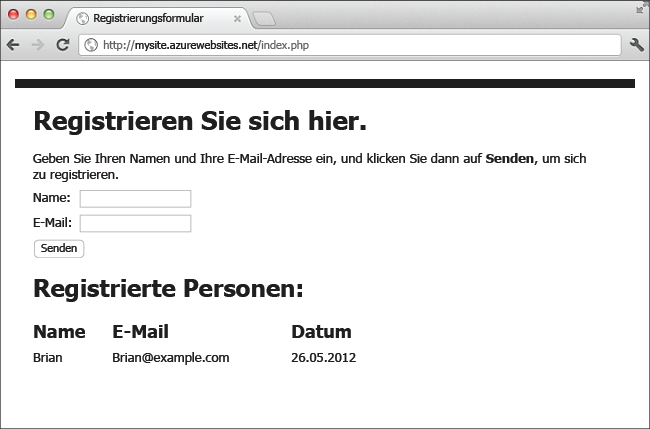 Registrierungsformular
http://mysite.azurewebsites.net/index.php
Registrieren Sie sich hier.
Geben Sie Ihren Namen und Ihre E-Mail-Adresse ein, und klicken Sie dann auf Senden, um sich
zu registrieren.
Name:
E-Mail:
Senden
Registrierte Personen:
Name E-Mail Datum
Brian Brian@example.com 26.05.2012